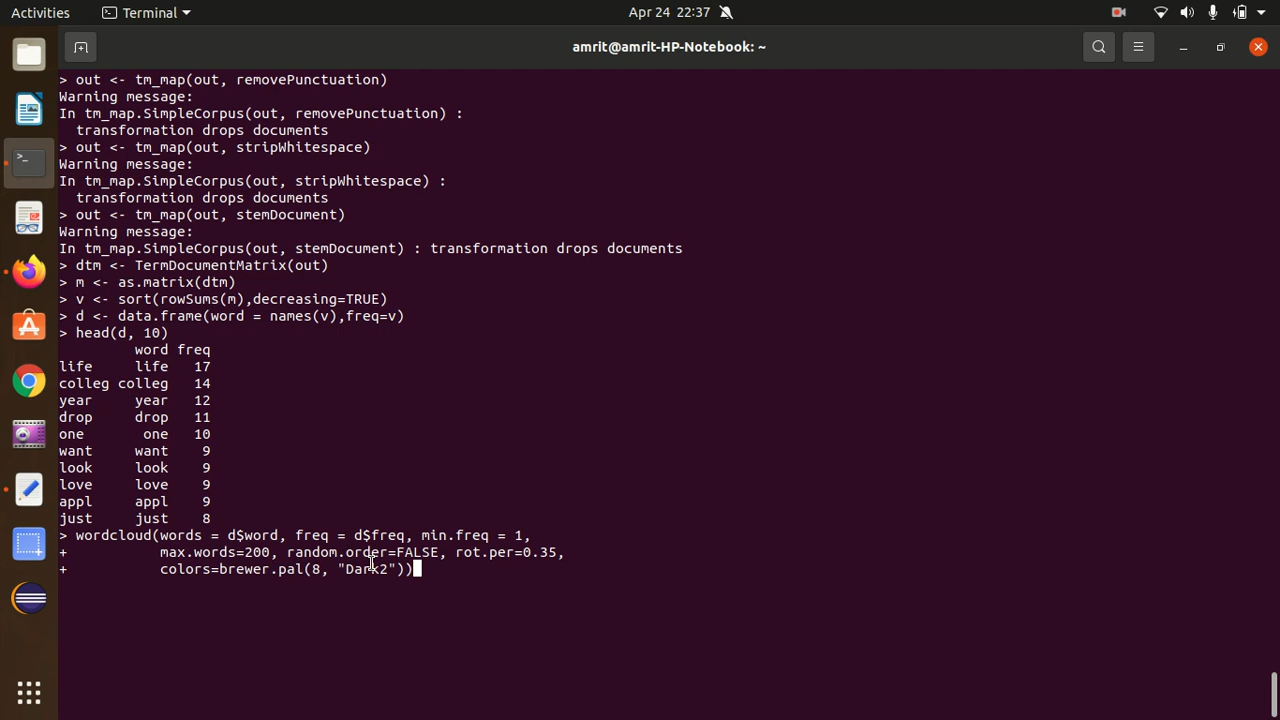 Activities
Terminal
Apr 24 22:37
amrit@amrit-HP-Notebook: ~
> out <- tm_map(out, removePunctuation)
Warning message:
In tm_map.SimpleCorpus(out, removePunctuation) :
  transformation drops documents
> out <- tm_map(out, stripWhitespace)
Warning message:
In tm_map.SimpleCorpus(out, stripWhitespace) :
  transformation drops documents
> out <- tm_map(out, stemDocument)
Warning message:
In tm_map.SimpleCorpus(out, stemDocument) : transformation drops documents
> dtm <- TermDocumentMatrix(out)
> m <- as.matrix(dtm)
> v <- sort(rowSums(m),decreasing=TRUE)
> d <- data.frame(word = names(v),freq=v)
> head(d, 10)
         word freq
life     life   17
colleg colleg   14
year     year   12
drop     drop   11
one       one   10
want     want    9
look     look    9
love     love    9
appl     appl    9
just     just    8
> wordcloud(words = d$word, freq = d$freq, min.freq = 1,
+           max.words=200, random.order=FALSE, rot.per=0.35,
+           colors=brewer.pal(8, "Dark2"))